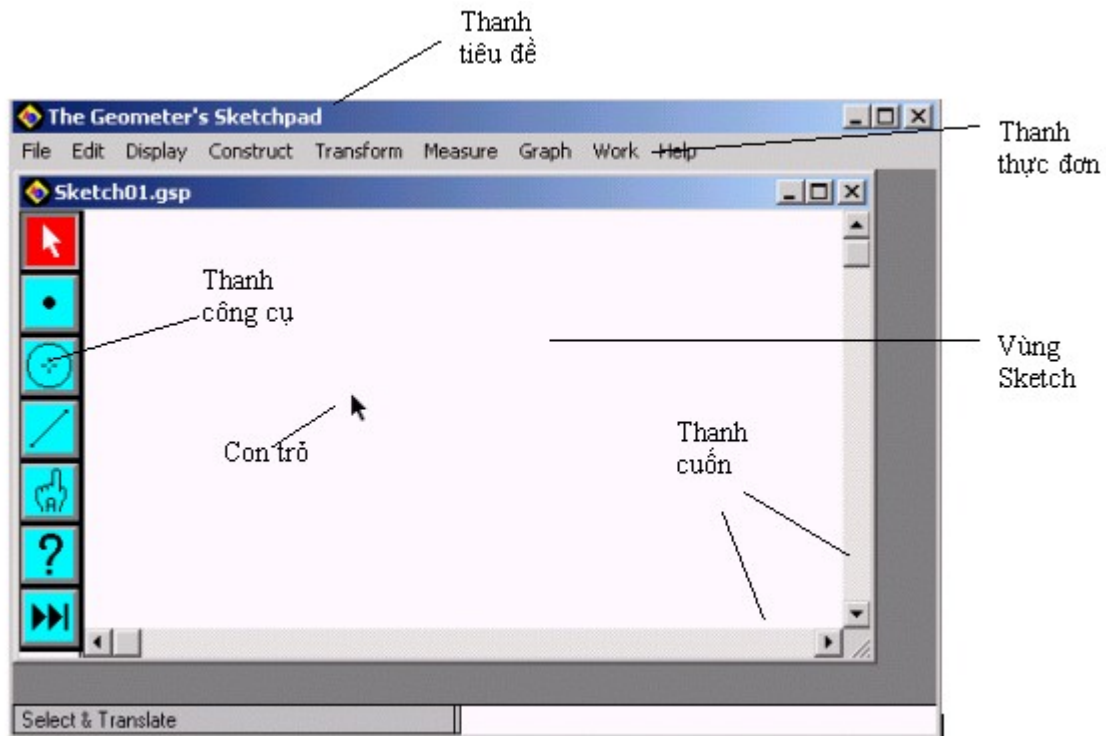 Thanh
tiêu đề
The Geometer's Sketchpad
File Edit Display Construct Transform Measure Graph Work Help
Thanh
thực đơn
Sketch01.gsp
Thanh
công cụ
Vùng
Sketch
Con trỏ
Thanh
cuốn
A
?
Select & Translate